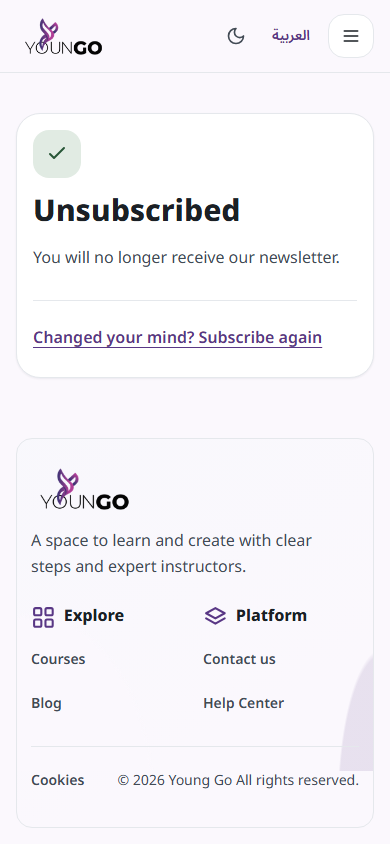 YOUNGO
العربية
Unsubscribed
You will no longer receive our newsletter.
Changed your mind? Subscribe again
YOUNGO
A space to learn and create with clear
steps and expert instructors.
Explore
Platform
Courses
Contact us
Blog
Help Center
Cookies
© 2026 Young Go All rights reserved.